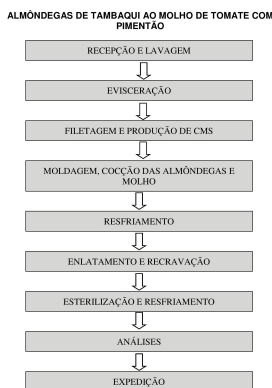 ALMÔNDEGAS DE TAMBAQUI AO MOLHO DE TOMATE COM
PIMENTÃO
RECEPÇÃO E LAVAGEM
EVISCERAÇÃO
FILETAGEM E PRODUÇÃO DE CMS
MOLDAGEM, COCÇÃO DAS ALMÔNDEGAS E
MOLHO
RESFRIAMENTO
ENLATAMENTO E RECRAVAÇÃO
ESTERILIZAÇÃO E RESFRIAMENTO
ANÁLISES
EXPEDIÇÃO